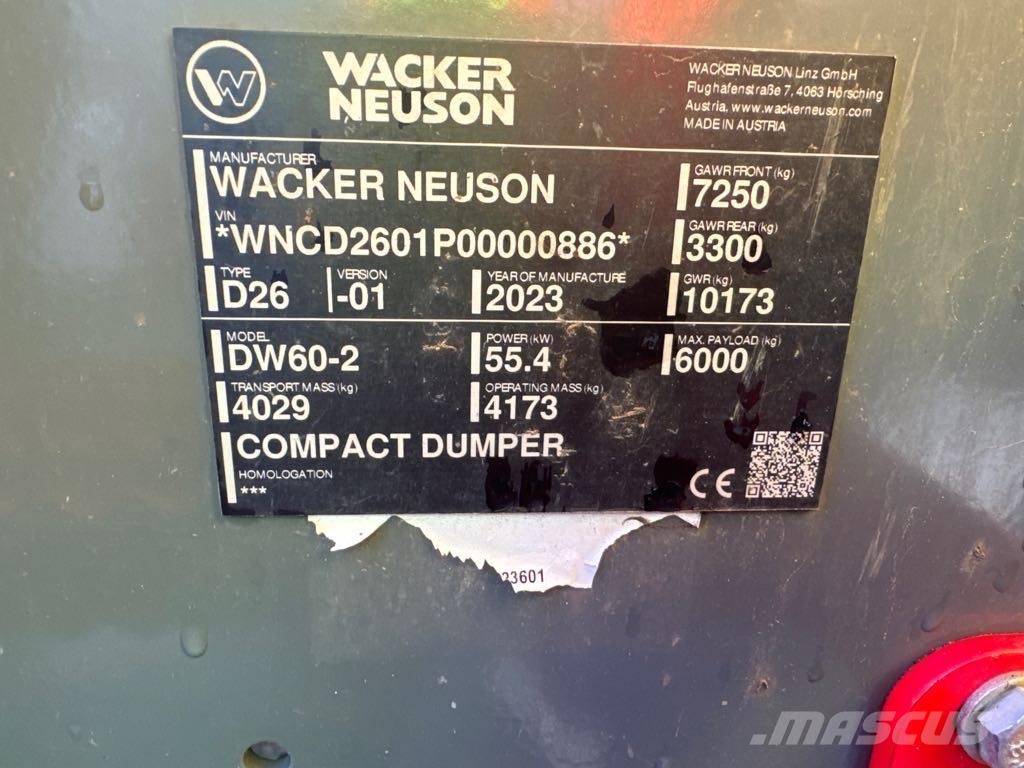 W
WACKER
NEUSON
WACKER NEUSON Linz GmbH
Flughafenstraße 7, 4063 Hörsching
Austria, www.wackerneuson.com
MADE IN AUSTRIA
MANUFACTURER
WACKER NEUSON
GAWR FRONT (kg)
7250
VIN
*WNCD2601P00000886*
GAWR REAR (kg)
3300
TYPE
D26
VERSION
-01
YEAR OF MANUFACTURE
2023
GWR (kg)
10173
MODEL
DW60-2
POWER (kW)
55.4
MAX. PAYLOAD (kg)
6000
TRANSPORT MASS (kg)
4029
OPERATING MASS (kg)
4173
COMPACT DUMPER
HOMOLOGATION
***
CE
23601
MASCUS